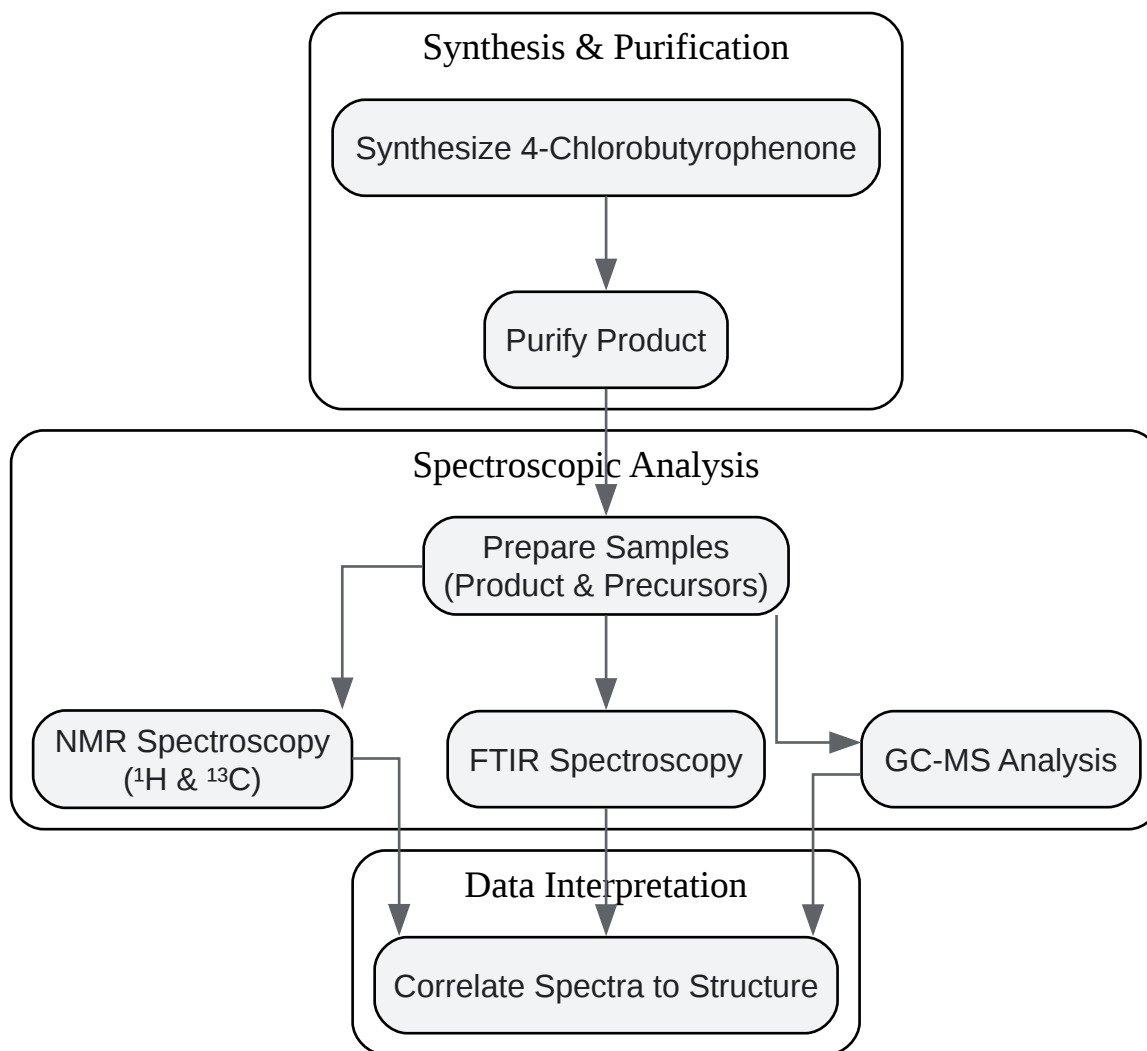 Synthesis & Purification
Synthesize 4-Chlorobutyrophenone
Purify Product
Spectroscopic Analysis
Prepare Samples
(Product & Precursors)
NMR Spectroscopy
(¹H & ¹³C)
FTIR Spectroscopy
GC-MS Analysis
Data Interpretation
Correlate Spectra to Structure